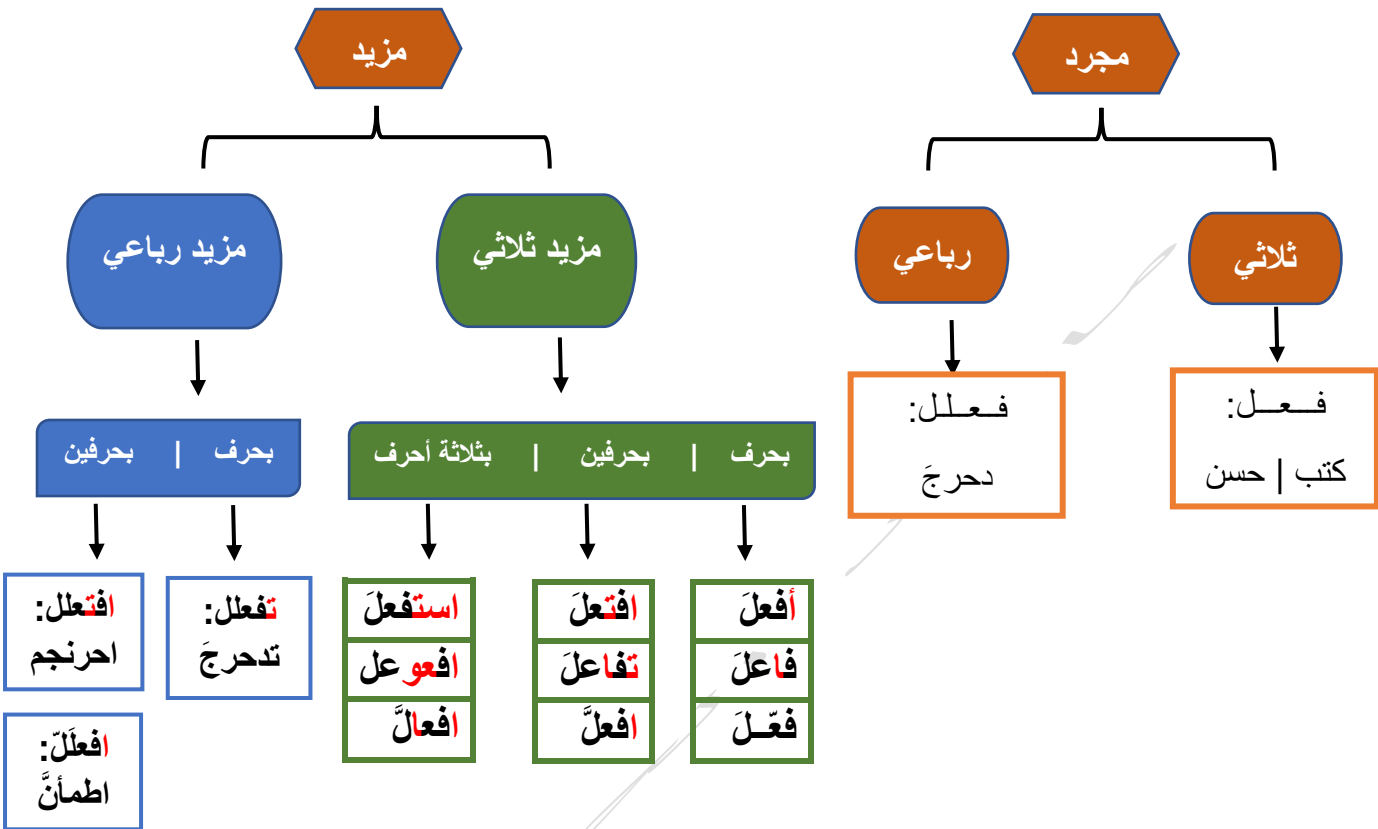 مجرد
مزيد
ثلاثي
رباعي
مزيد ثلاثي
مزيد رباعي
فــعــل:
كتب | حسن
فـعـلـل:
دحرجَ
بحرف | بحرفين | بثلاثة أحرف
بحرف | بحرفين
أفعلَ
فاعلَ
فعّـلَ
افتعلَ
تفاعلَ
افعلَّ
استفعلَ
افعوعل
افعالَّ
تفعلل:
تدحرجَ
افتعلل:
احرنجم
افعلَلّ:
اطمأنَّ